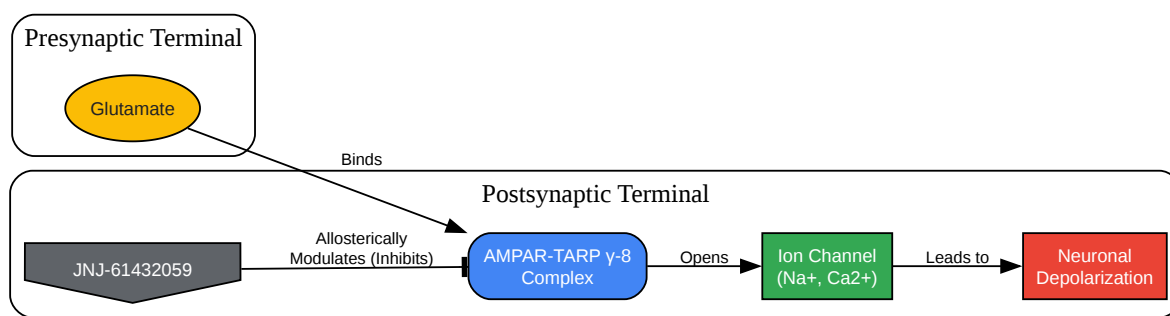 Presynaptic Terminal
Glutamate
Binds
Postsynaptic Terminal
JNJ-61432059
Allosterically
Modulates (Inhibits)
AMPAR-TARP γ-8
Complex
Opens
Ion Channel
(Na+, Ca2+)
Leads to
Neuronal
Depolarization